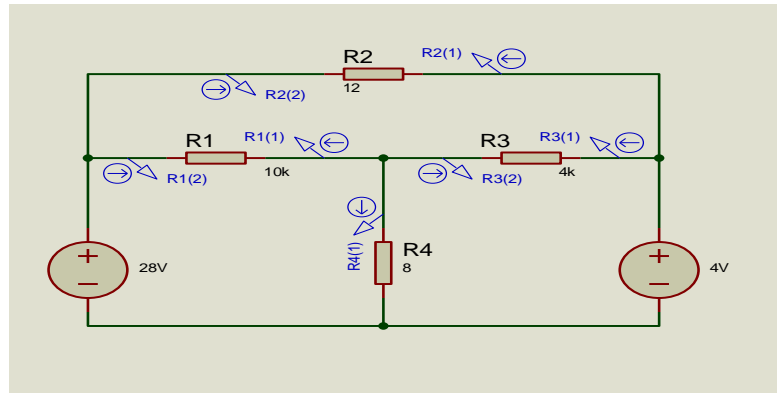 R2
R2(1)
12
R2(2)
R1
R1(1)
R3
R3(1)
10k
4k
R1(2)
R3(2)
R4(1)
R4
8
+
−
28V
+
−
4V